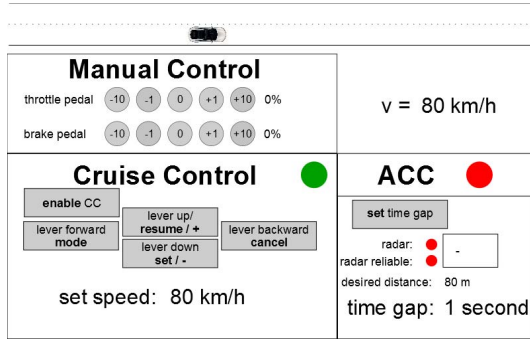 Manual Control
throttle pedal -10 -1 0 +1 +10 0%
brake pedal -10 -1 0 +1 +10 0%
v = 80 km/h
Cruise Control
enable CC
lever forward
mode
lever up/
resume / +
lever down
set / -
lever backward
cancel
set speed: 80 km/h
ACC
set time gap
radar:
radar reliable:
-
desired distance: 80 m
time gap: 1 second